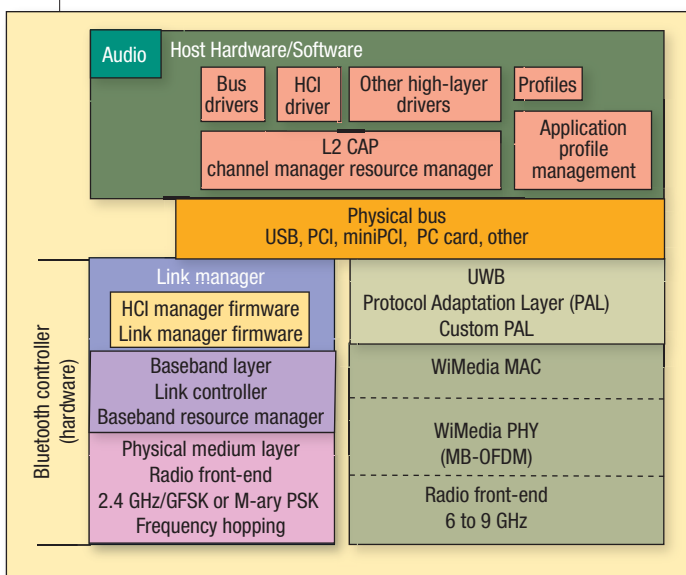 Audio
Host Hardware/Software
Bus
drivers
HCI
driver
Other high-layer
drivers
Profiles
L2 CAP
channel manager resource manager
Application
profile
management
Physical bus
USB, PCI, miniPCI, PC card, other
Bluetooth controller
(hardware)
Link manager
HCI manager firmware
Link manager firmware
Baseband layer
Link controller
Baseband resource manager
Physical medium layer
Radio front-end
2.4 GHz/GFSK or M-ary PSK
Frequency hopping
UWB
Protocol Adaptation Layer (PAL)
Custom PAL
WiMedia MAC
WiMedia PHY
(MB-OFDM)
Radio front-end
6 to 9 GHz